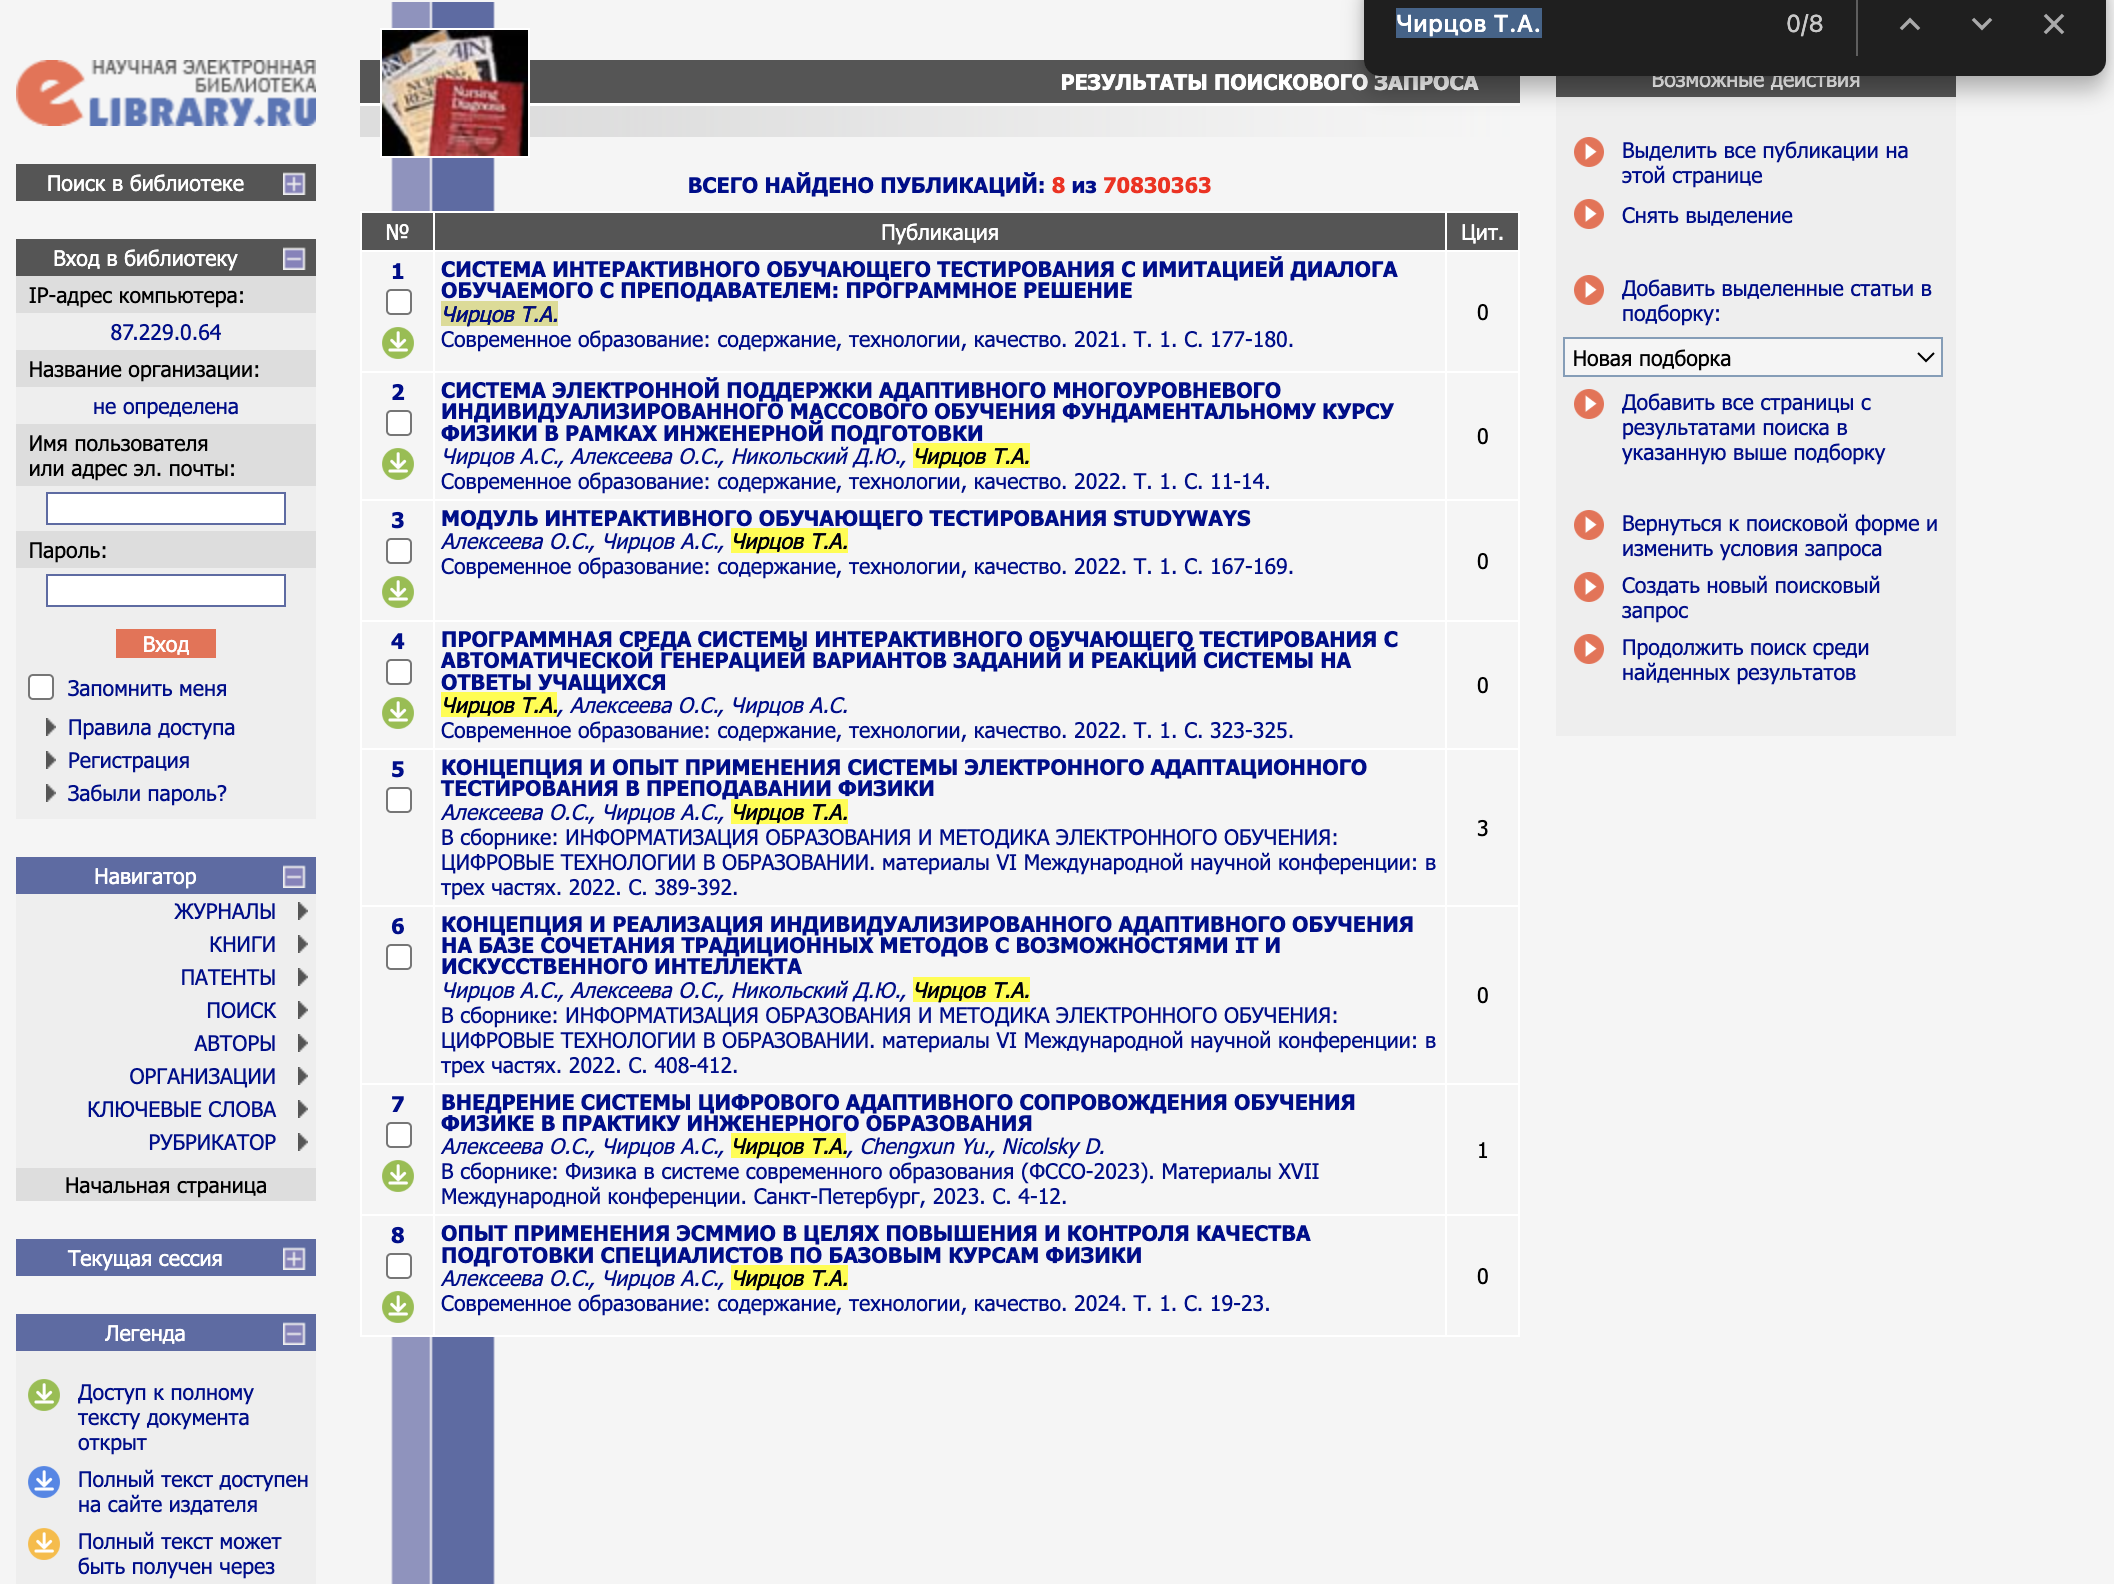 Чирцов Т.А.
0/8
НАУЧНАЯ ЭЛЕКТРОННАЯ
БИБЛИОТЕКА
eLIBRARY.RU
Поиск в библиотеке
Вход в библиотеку
IP-адрес компьютера:
87.229.0.64
Название организации:
не определена
Имя пользователя
или адрес эл. почты:
Пароль:
Вход
Запомнить меня
Правила доступа
Регистрация
Забыли пароль?
Навигатор
ЖУРНАЛЫ
КНИГИ
ПАТЕНТЫ
ПОИСК
АВТОРЫ
ОРГАНИЗАЦИИ
КЛЮЧЕВЫЕ СЛОВА
РУБРИКАТОР
Начальная страница
Текущая сессия
Легенда
Доступ к полному
тексту документа
открыт
Полный текст доступен
на сайте издателя
Полный текст может
быть получен через
AJN
Nursing
Diagnosis
РЕЗУЛЬТАТЫ ПОИСКОВОГО ЗАПРОСА
ВСЕГО НАЙДЕНО ПУБЛИКАЦИЙ: 8 из 70830363
№ Публикация Цит.
1
СИСТЕМА ИНТЕРАКТИВНОГО ОБУЧАЮЩЕГО ТЕСТИРОВАНИЯ С ИМИТАЦИЕЙ ДИАЛОГА
ОБУЧАЕМОГО С ПРЕПОДАВАТЕЛЕМ: ПРОГРАММНОЕ РЕШЕНИЕ
Чирцов Т.А.
Современное образование: содержание, технологии, качество. 2021. Т. 1. С. 177-180.
0
2
СИСТЕМА ЭЛЕКТРОННОЙ ПОДДЕРЖКИ АДАПТИВНОГО МНОГОУРОВНЕВОГО
ИНДИВИДУАЛИЗИРОВАННОГО МАССОВОГО ОБУЧЕНИЯ ФУНДАМЕНТАЛЬНОМУ КУРСУ
ФИЗИКИ В РАМКАХ ИНЖЕНЕРНОЙ ПОДГОТОВКИ
Чирцов А.С., Алексеева О.С., Никольский Д.Ю., Чирцов Т.А.
Современное образование: содержание, технологии, качество. 2022. Т. 1. С. 11-14.
0
3
МОДУЛЬ ИНТЕРАКТИВНОГО ОБУЧАЮЩЕГО ТЕСТИРОВАНИЯ STUDYWAYS
Алексеева О.С., Чирцов А.С., Чирцов Т.А.
Современное образование: содержание, технологии, качество. 2022. Т. 1. С. 167-169.
0
4
ПРОГРАММНАЯ СРЕДА СИСТЕМЫ ИНТЕРАКТИВНОГО ОБУЧАЮЩЕГО ТЕСТИРОВАНИЯ С
АВТОМАТИЧЕСКОЙ ГЕНЕРАЦИЕЙ ВАРИАНТОВ ЗАДАНИЙ И РЕАКЦИЙ СИСТЕМЫ НА
ОТВЕТЫ УЧАЩИХСЯ
Чирцов Т.А., Алексеева О.С., Чирцов А.С.
Современное образование: содержание, технологии, качество. 2022. Т. 1. С. 323-325.
0
5
КОНЦЕПЦИЯ И ОПЫТ ПРИМЕНЕНИЯ СИСТЕМЫ ЭЛЕКТРОННОГО АДАПТАЦИОННОГО
ТЕСТИРОВАНИЯ В ПРЕПОДАВАНИИ ФИЗИКИ
Алексеева О.С., Чирцов А.С., Чирцов Т.А.
В сборнике: ИНФОРМАТИЗАЦИЯ ОБРАЗОВАНИЯ И МЕТОДИКА ЭЛЕКТРОННОГО ОБУЧЕНИЯ:
ЦИФРОВЫЕ ТЕХНОЛОГИИ В ОБРАЗОВАНИИ. материалы VI Международной научной конференции: в
трех частях. 2022. С. 389-392.
3
6
КОНЦЕПЦИЯ И РЕАЛИЗАЦИЯ ИНДИВИДУАЛИЗИРОВАННОГО АДАПТИВНОГО ОБУЧЕНИЯ
НА БАЗЕ СОЧЕТАНИЯ ТРАДИЦИОННЫХ МЕТОДОВ С ВОЗМОЖНОСТЯМИ IT И
ИСКУССТВЕННОГО ИНТЕЛЛЕКТА
Чирцов А.С., Алексеева О.С., Никольский Д.Ю., Чирцов Т.А.
В сборнике: ИНФОРМАТИЗАЦИЯ ОБРАЗОВАНИЯ И МЕТОДИКА ЭЛЕКТРОННОГО ОБУЧЕНИЯ:
ЦИФРОВЫЕ ТЕХНОЛОГИИ В ОБРАЗОВАНИИ. материалы VI Международной научной конференции: в
трех частях. 2022. С. 408-412.
0
7
ВНЕДРЕНИЕ СИСТЕМЫ ЦИФРОВОГО АДАПТИВНОГО СОПРОВОЖДЕНИЯ ОБУЧЕНИЯ
ФИЗИКЕ В ПРАКТИКУ ИНЖЕНЕРНОГО ОБРАЗОВАНИЯ
Алексеева О.С., Чирцов А.С., Чирцов Т.А., Chengxun Yu., Nicolsky D.
В сборнике: Физика в системе современного образования (ФССО-2023). Материалы XVII
Международной конференции. Санкт-Петербург, 2023. С. 4-12.
1
8
ОПЫТ ПРИМЕНЕНИЯ ЭСММИО В ЦЕЛЯХ ПОВЫШЕНИЯ И КОНТРОЛЯ КАЧЕСТВА
ПОДГОТОВКИ СПЕЦИАЛИСТОВ ПО БАЗОВЫМ КУРСАМ ФИЗИКИ
Алексеева О.С., Чирцов А.С., Чирцов Т.А.
Современное образование: содержание, технологии, качество. 2024. Т. 1. С. 19-23.
0
Возможные действия
Выделить все публикации на
этой странице
Снять выделение
Добавить выделенные статьи в
подборку:
Новая подборка
Добавить все страницы с
результатами поиска в
указанную выше подборку
Вернуться к поисковой форме и
изменить условия запроса
Создать новый поисковый
запрос
Продолжить поиск среди
найденных результатов